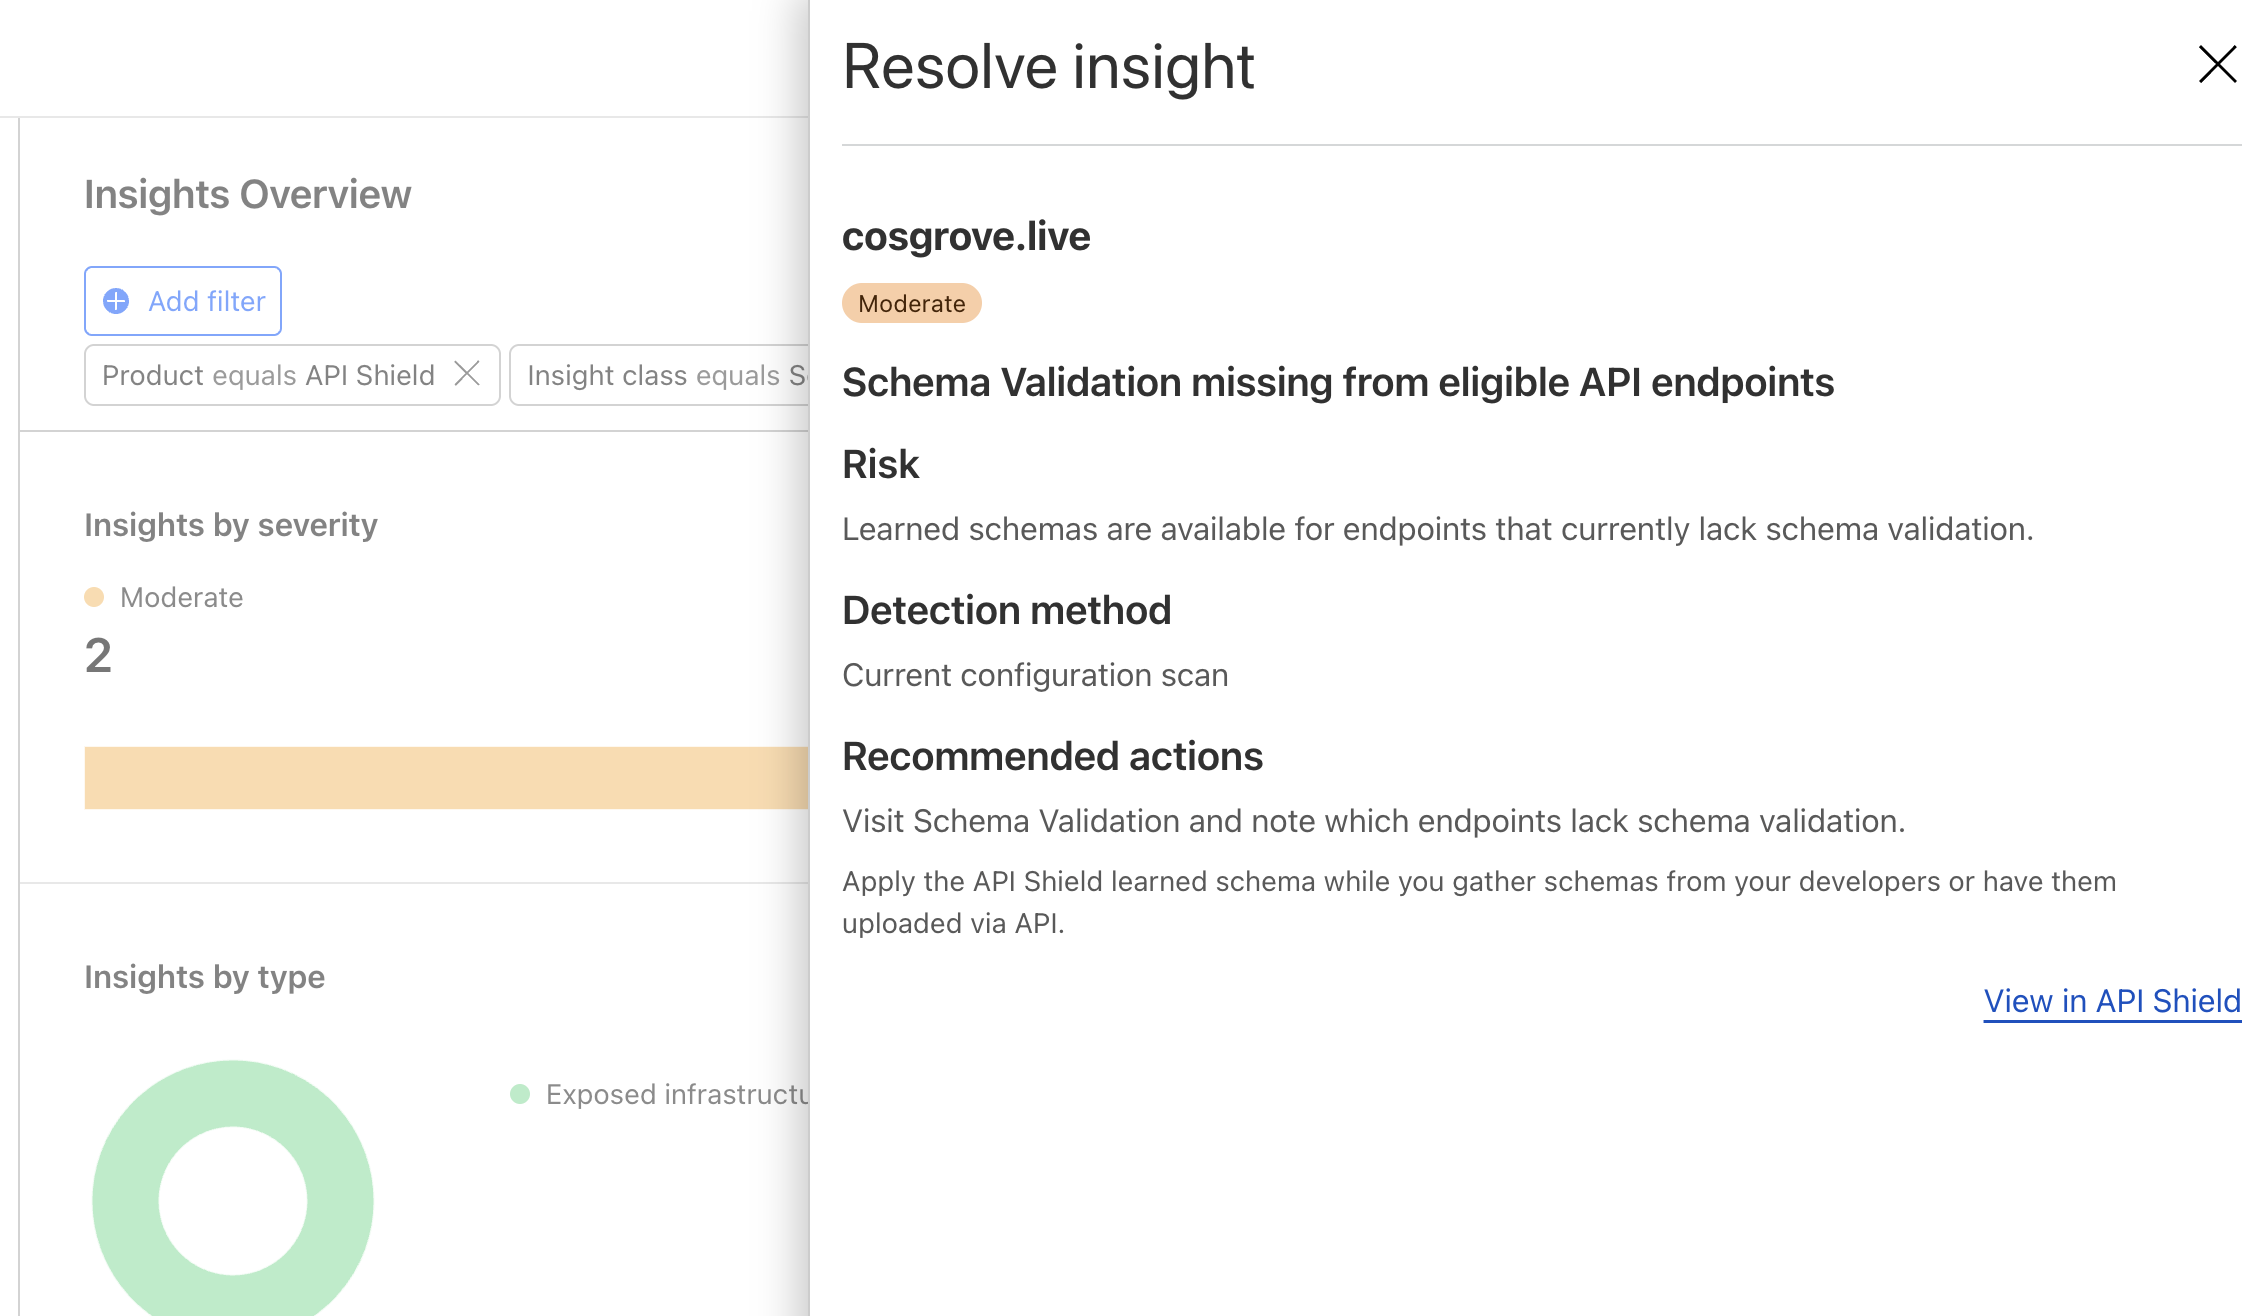 Resolve insight
Insights Overview
Add filter
Product equals API Shield
Insight class equals
Insights by severity
Moderate
2
Insights by type
Exposed
cosgrove.live
Moderate
Schema Validation missing from eligible API endpoints
Risk
Learned schemas are available for endpoints that currently lack schema validation.
Detection method
Current configuration scan
Recommended actions
Visit Schema Validation and note which endpoints lack schema validation.
Apply the API Shield learned schema while you gather schemas from your developers or have them
uploaded via API.
View in API Shield